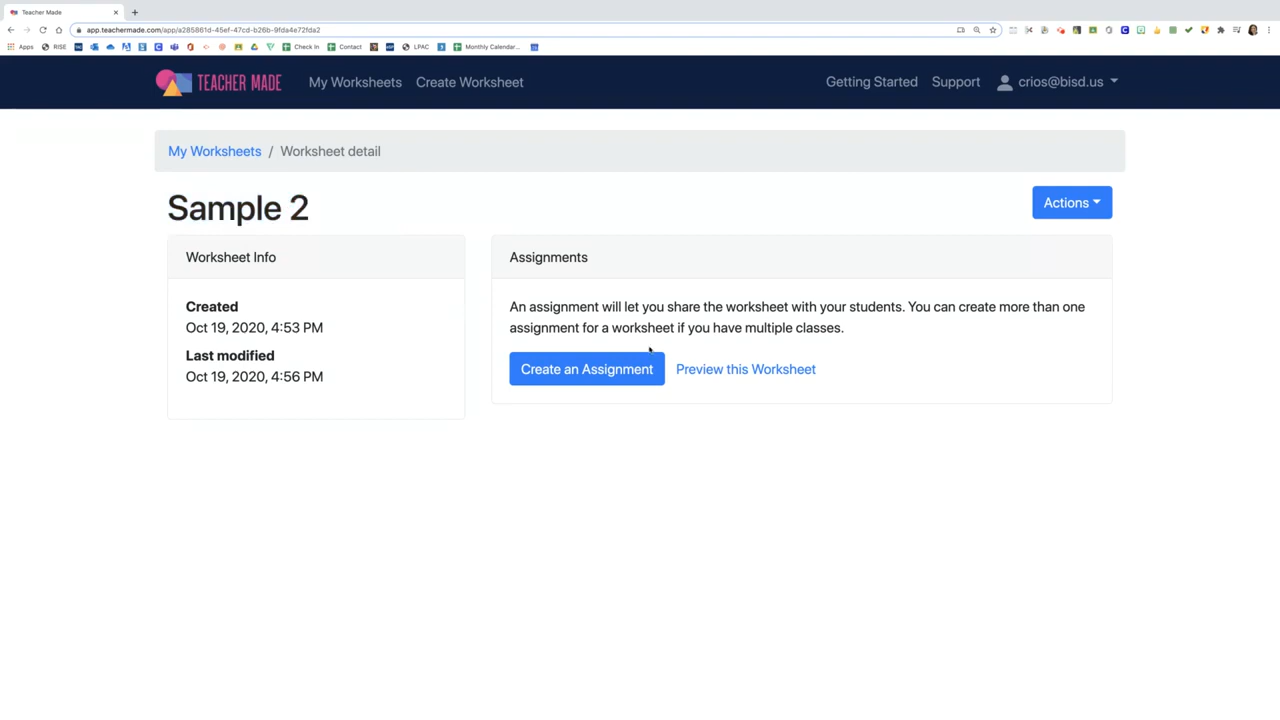 Teacher Made
app.teachermade.com/app/a285861d-45ef-47cd-b26b-9fda4e72fda2
Apps RISE Check In Contact LPAC Monthly Calendar...
TEACHER MADE My Worksheets Create Worksheet Getting Started Support crios@bisd.us
My Worksheets / Worksheet detail
Sample 2
Actions
Worksheet Info
Created
Oct 19, 2020, 4:53 PM
Last modified
Oct 19, 2020, 4:56 PM
Assignments
An assignment will let you share the worksheet with your students. You can create more than one
assignment for a worksheet if you have multiple classes.
Create an Assignment Preview this Worksheet